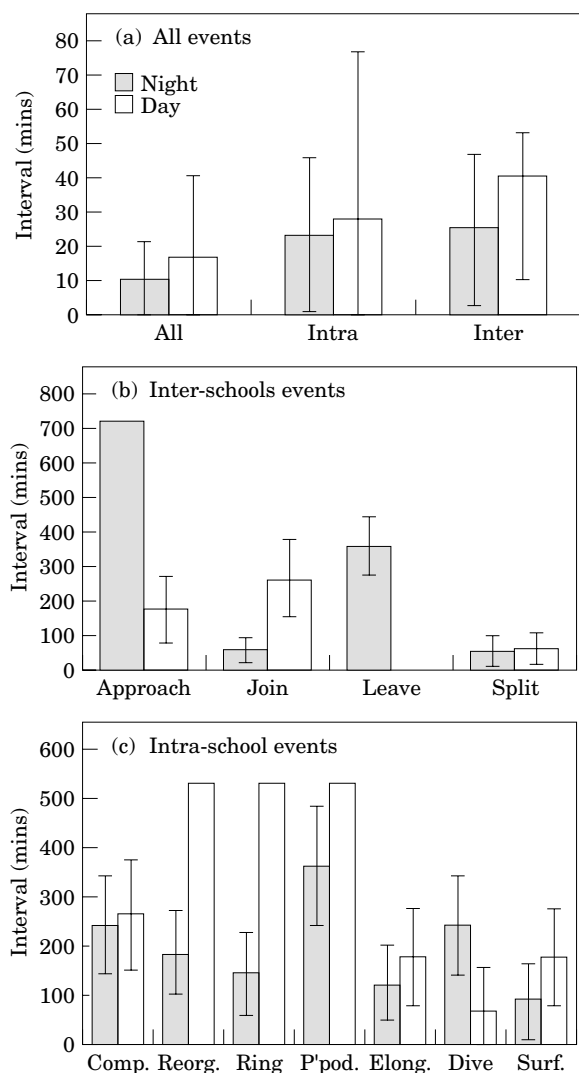 (a) All events
Night
Day
Interval (mins)
80
70
60
50
40
30
20
10
0
All Intra Inter
(b) Inter-schools events
Interval (mins)
800
700
600
500
400
300
200
100
0
Approach Join Leave Split
(c) Intra-school events
Interval (mins)
600
500
400
300
200
100
0
Comp. Reorg. Ring P'pod. Elong. Dive Surf.